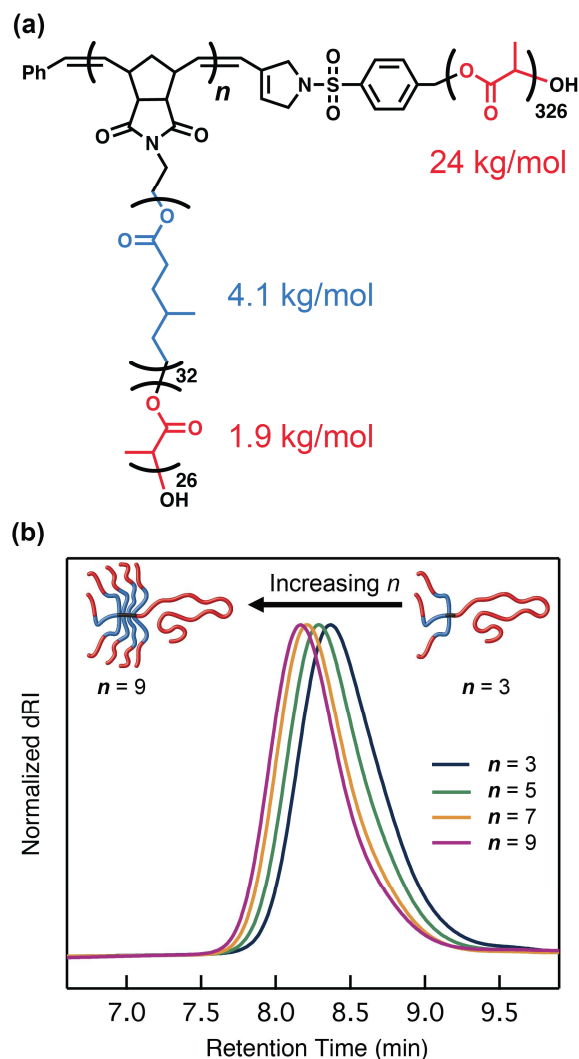 (a)
Ph
n
N
S
O
O
O
O
OH
326
24 kg/mol
O
O
N
O
O
4.1 kg/mol
32
O
O
1.9 kg/mol
26
OH
(b)
Increasing n
n = 9
n = 3
n = 3
n = 5
n = 7
n = 9
Normalized dRI
7.0 7.5 8.0 8.5 9.0 9.5
Retention Time (min)